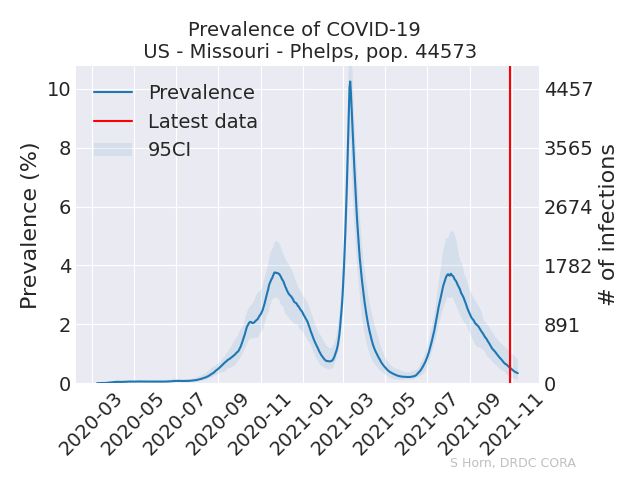 Prevalence of COVID-19
US - Missouri - Phelps, pop. 44573
Prevalence
Latest data
95CI
Prevalence (%)
10
8
6
4
2
0
4457
3565
2674
1782
891
0
# of infections
2020-03
2020-05
2020-07
2020-09
2020-11
2021-01
2021-03
2021-05
2021-07
2021-09
2021-11
S Horn, DRDC CORA